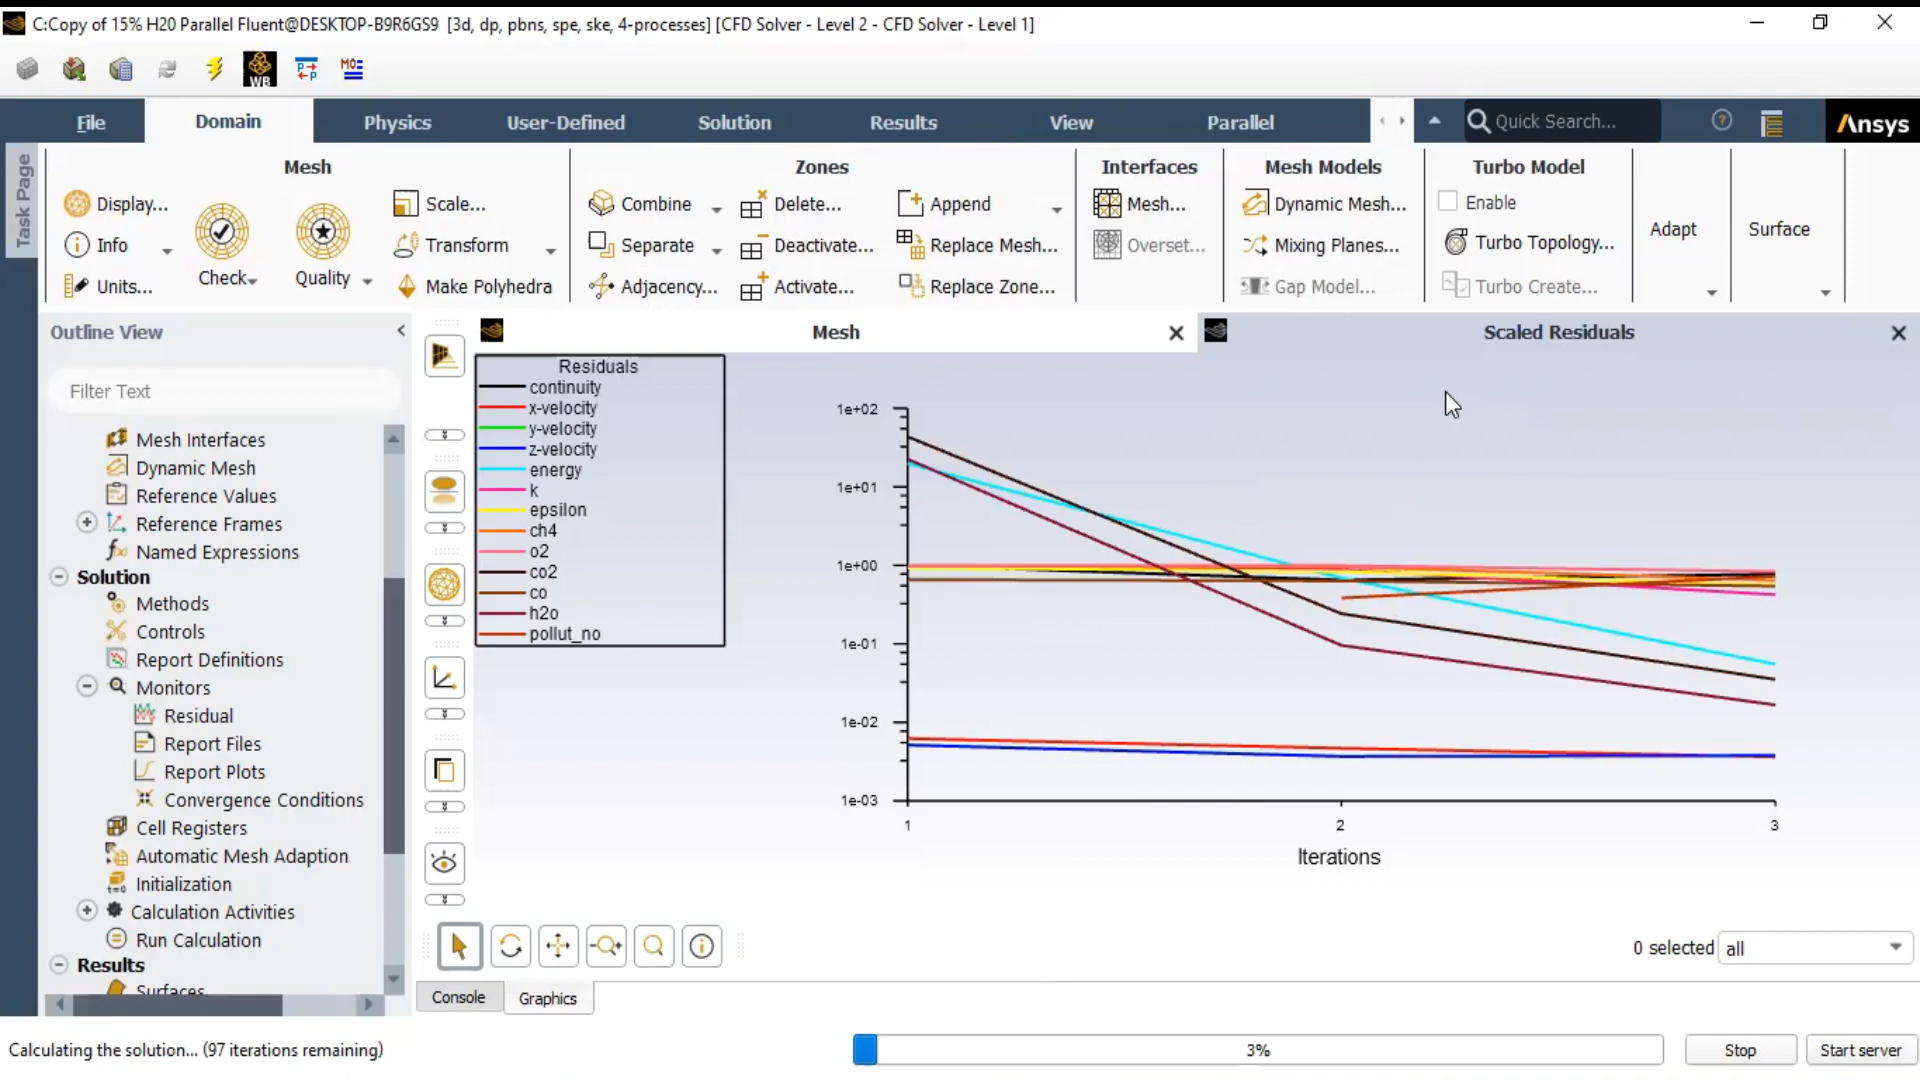 C:Copy of 15% H20 Parallel Fluent@DESKTOP-B9R6GS9 [3d, dp, pbns, spe, ske, 4-processes] [CFD Solver - Level 2 - CFD Solver - Level 1]
WB
File Domain Physics User-Defined Solution Results View Parallel Quick Search... Ansys
Task Page
Mesh
Display...
Info
Units...
Check
Quality
Scale...
Transform
Make Polyhedra
Zones
Combine
Separate
Adjacency...
Delete...
Deactivate...
Activate...
Append
Replace Mesh...
Replace Zone...
Interfaces
Mesh...
Overset...
Mesh Models
Dynamic Mesh...
Mixing Planes...
Gap Model...
Turbo Model
Enable
Turbo Topology...
Turbo Create...
Adapt
Surface
Outline View
Filter Text
Mesh Interfaces
Dynamic Mesh
Reference Values
Reference Frames
Named Expressions
Solution
Methods
Controls
Report Definitions
Monitors
Residual
Report Files
Report Plots
Convergence Conditions
Cell Registers
Automatic Mesh Adaption
Initialization
Calculation Activities
Run Calculation
Results
Surfaces
Mesh
Scaled Residuals
Residuals
continuity
x-velocity
y-velocity
z-velocity
energy
k
epsilon
ch4
o2
co2
co
h2o
pollut_no
1e+02
1e+01
1e+00
1e-01
1e-02
1e-03
1 2 3
Iterations
0 selected all
Console Graphics
Calculating the solution... (97 iterations remaining) 3% Stop Start server